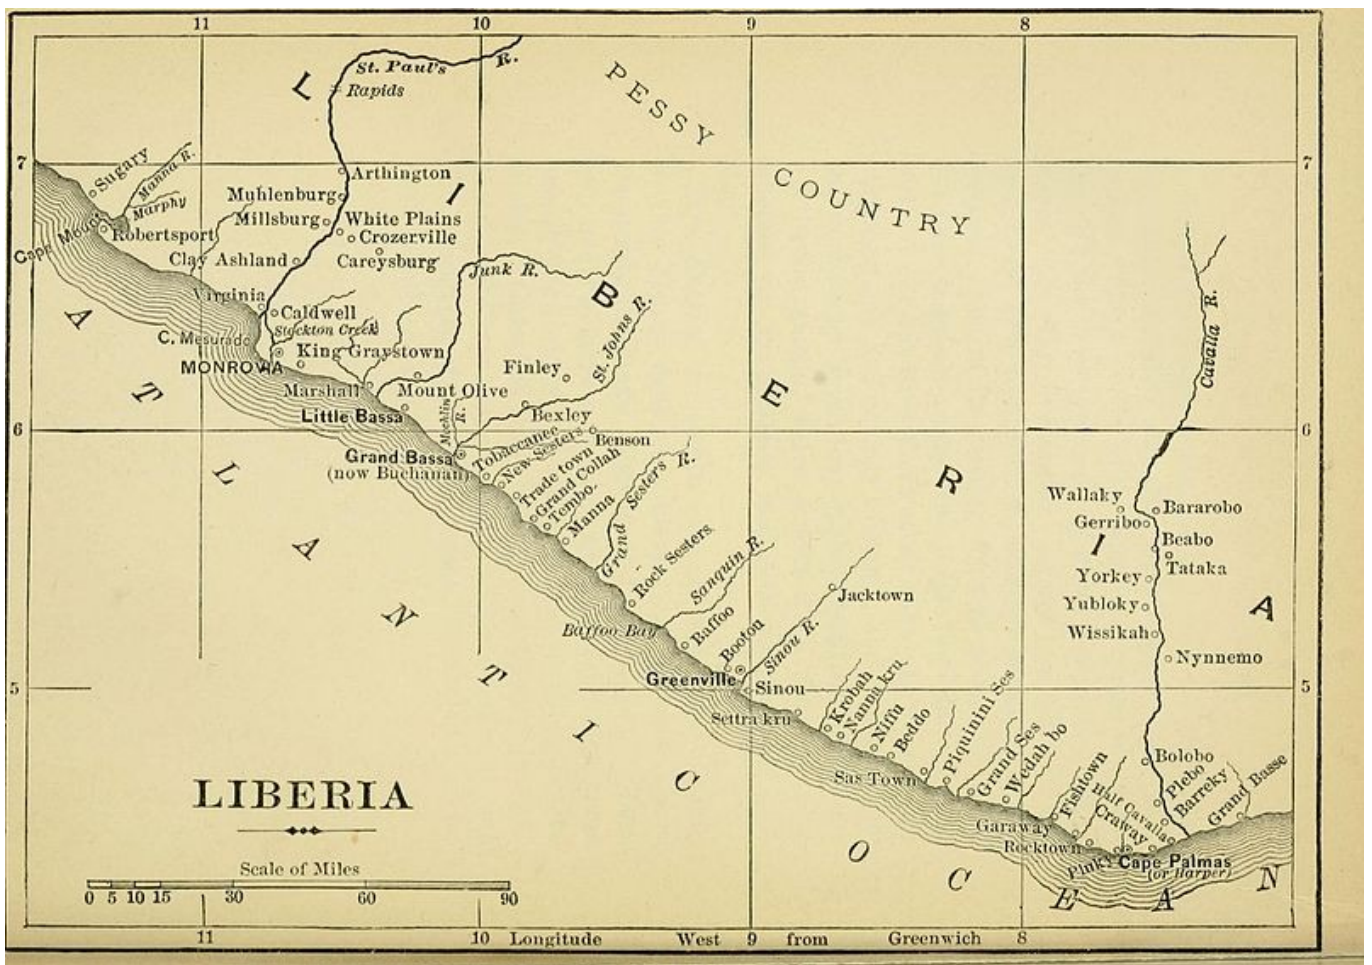 11 10 9 8
St. Paul's R.
Rapids
PESSY
COUNTRY
LIBERIA
7 7
Sugary
Manna R.
Marphy
Cape Mount
Robertsport
Arthington
Muhlenburg
Millsburg
White Plains
Crozerville
Careysburg
Clay Ashland
Junk R.
Virginia
Caldwell
Stockton Creek
C. Mesurado
King Graystown
MONROVIA
Marshall
Mount Olive
Little Bassa
Finley
St. Johns R.
Mechlin R.
Bexley
Benson
6 6
Grand Bassa
(now Buchanan)
Tobaccanee
New Sesters
Trade town
Grand Collah
Tembo.
Manna
Grand Sesters R.
Rock Sesters
Sanquin R.
Baffoo Bay
Baffoo
Bootou
Sinou R.
Jacktown
Greenville
Sinou
Cavalla R.
Wallaky
Bararobo
Gerribo
Beabo
Tataka
Yorkey
Yubloky
Wissikah
Nynnemo
5 5
Settra kru
Krobah
Nanna kru
Niffu
Beddo
Sas Town
Piquinini Ses
Grand Ses
Wedah bo
Garaway
Fishtown
Rocktown
Half Cavalla
Craway
Bolobo
Plebo
Barreky
Grand Basse
Pinky
Cape Palmas
(or Harper)
ATLANTIC OCEAN
LIBERIA
Scale of Miles
0 5 10 15 30 60 90
11 10 Longitude West 9 from Greenwich 8